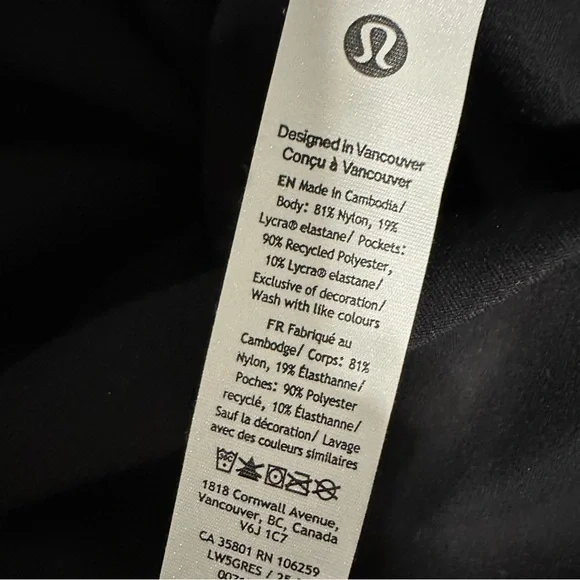 Designed in Vancouver
Conçu à Vancouver
EN Made in Cambodia/
Body: 81% Nylon, 19%
Lycra® elastane/ Pockets:
90% Recycled Polyester,
10% Lycra® elastane/
Exclusive of decoration/
Wash with like colours
FR Fabriqué au
Cambodge/ Corps: 81%
Nylon, 19% Élasthanne/
Poches: 90% Polyester
recyclé, 10% Élasthanne/
Sauf la décoration/ Lavage
avec des couleurs similaires
1818 Cornwall Avenue,
Vancouver, BC, Canada
V6J 1C7
CA 35801 RN 106259
LW5GRES /